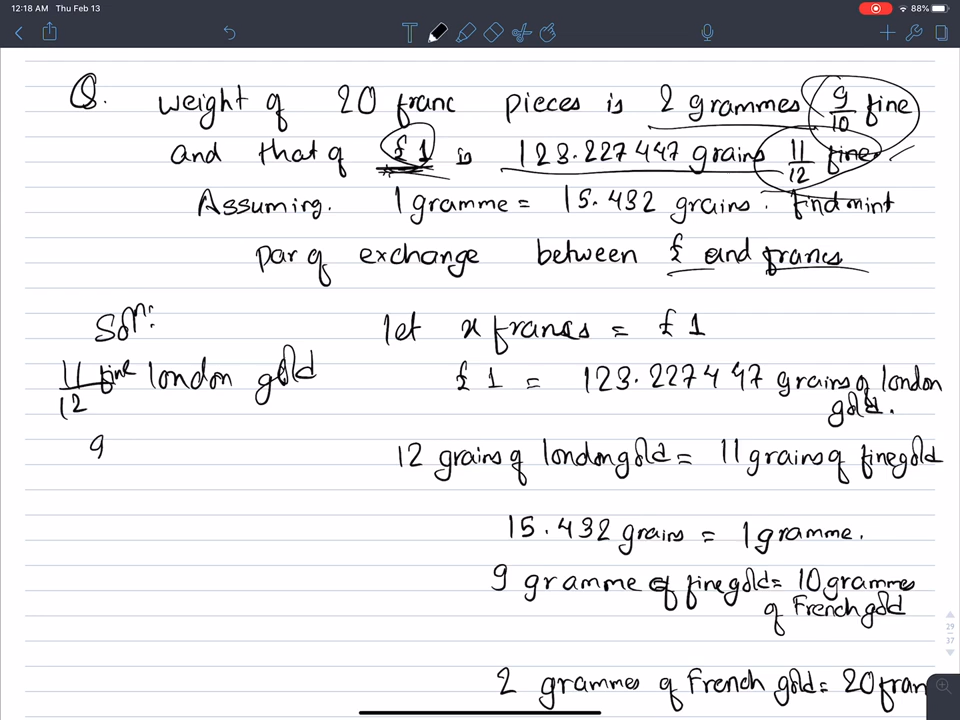 12:18 AM Thu Feb 13
88%
Q. weight of 20 franc pieces is 2 grammes 9/10 fine
and that of £1 is 123.227447 grains 11/12 fine
Assuming. 1 gramme = 15.432 grains. find mint
par of exchange between £ and francs
Soln: let x francs = £1
11/12 fine london gold £1 = 123.227447 grains of london gold.
9 12 grains of london gold = 11 grains of fine gold
15.432 grains = 1 gramme.
9 gramme of fine gold = 10 grammes
of French gold
2 grammes of French gold = 20 fran
29
37